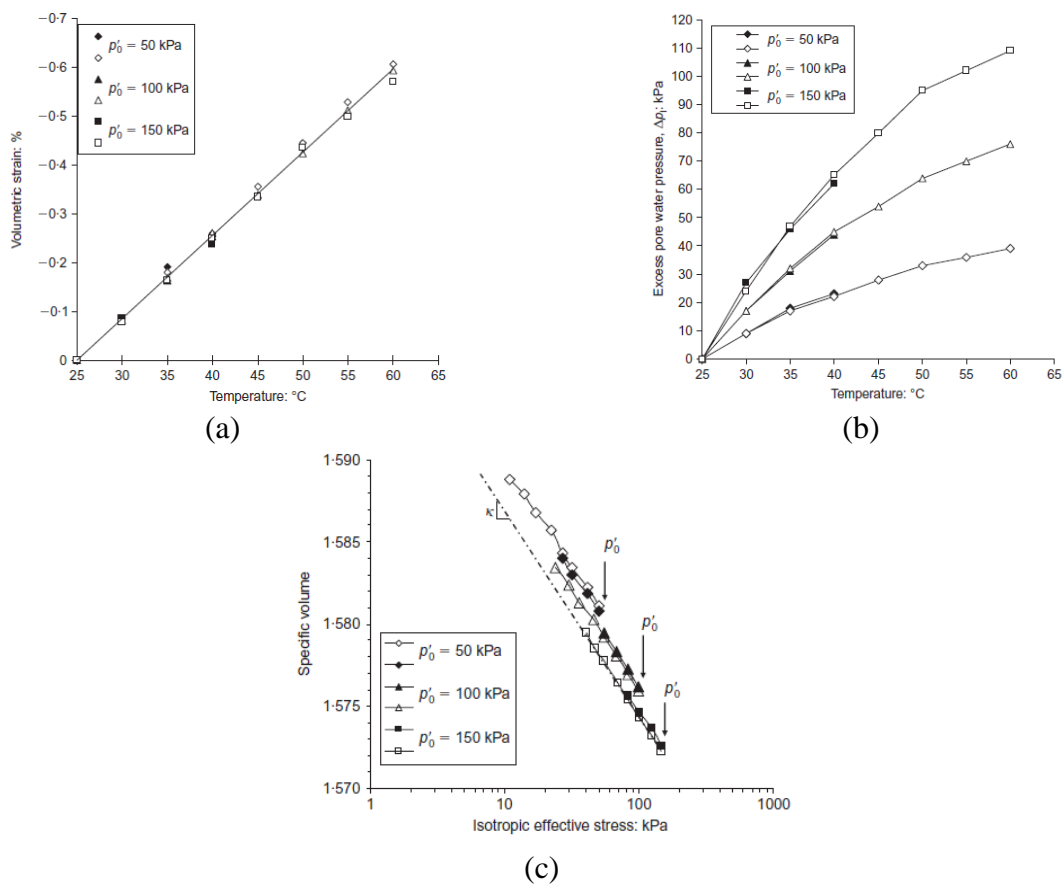 −0·7
−0·6
−0·5
−0·4
−0·3
−0·2
−0·1
0
Volumetric strain: %
p′0 = 50 kPa
p′0 = 100 kPa
p′0 = 150 kPa
25 30 35 40 45 50 55 60 65
Temperature: °C
(a)
120
110
100
90
80
70
60
50
40
30
20
10
0
Excess pore water pressure, Δpi: kPa
p′0 = 50 kPa
p′0 = 100 kPa
p′0 = 150 kPa
25 30 35 40 45 50 55 60 65
Temperature: °C
(b)
1·590
1·585
1·580
1·575
1·570
Specific volume
κ
p′0
p′0
p′0
p′0 = 50 kPa
p′0 = 100 kPa
p′0 = 150 kPa
1 10 100 1000
Isotropic effective stress: kPa
(c)